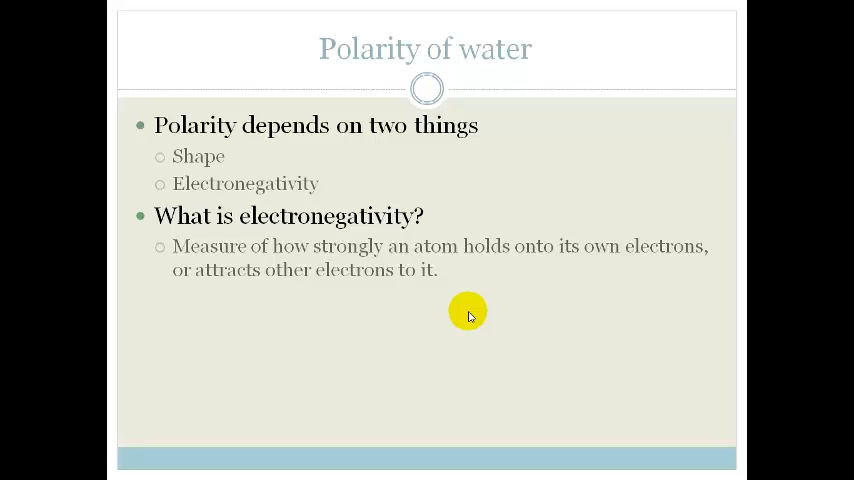 Polarity of water
Polarity depends on two things
Shape
Electronegativity
What is electronegativity?
Measure of how strongly an atom holds onto its own electrons,
or attracts other electrons to it.